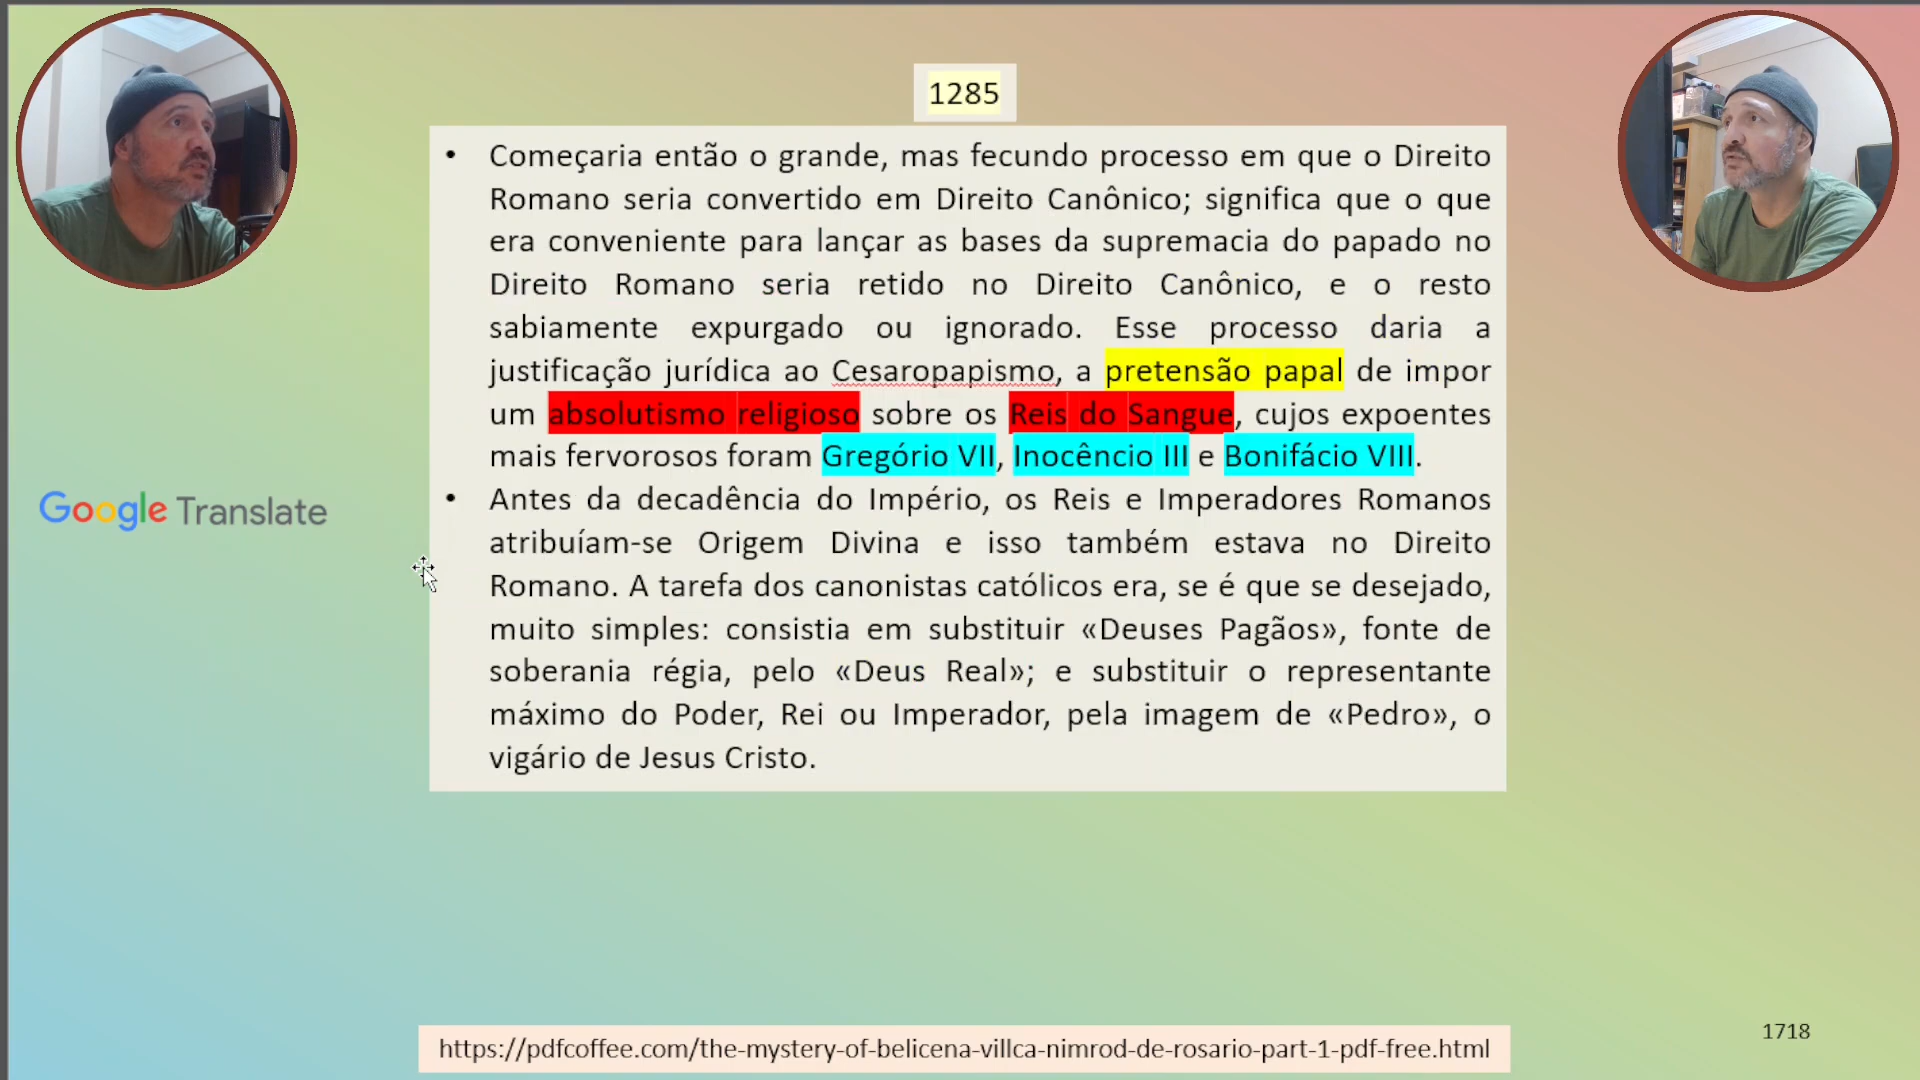 1285
• Começaria então o grande, mas fecundo processo em que o Direito
Romano seria convertido em Direito Canônico; significa que o que
era conveniente para lançar as bases da supremacia do papado no
Direito Romano seria retido no Direito Canônico, e o resto
sabiamente expurgado ou ignorado. Esse processo daria a
justificação jurídica ao Cesaropapismo, a pretensão papal de impor
um absolutismo religioso sobre os Reis do Sangue, cujos expoentes
mais fervorosos foram Gregório VII, Inocêncio III e Bonifácio VIII.
• Antes da decadência do Império, os Reis e Imperadores Romanos
atribuíam-se Origem Divina e isso também estava no Direito
Romano. A tarefa dos canonistas católicos era, se é que se desejado,
muito simples: consistia em substituir «Deuses Pagãos», fonte de
soberania régia, pelo «Deus Real»; e substituir o representante
máximo do Poder, Rei ou Imperador, pela imagem de «Pedro», o
vigário de Jesus Cristo.
Google Translate
https://pdfcoffee.com/the-mystery-of-belicena-villca-nimrod-de-rosario-part-1-pdf-free.html
1718